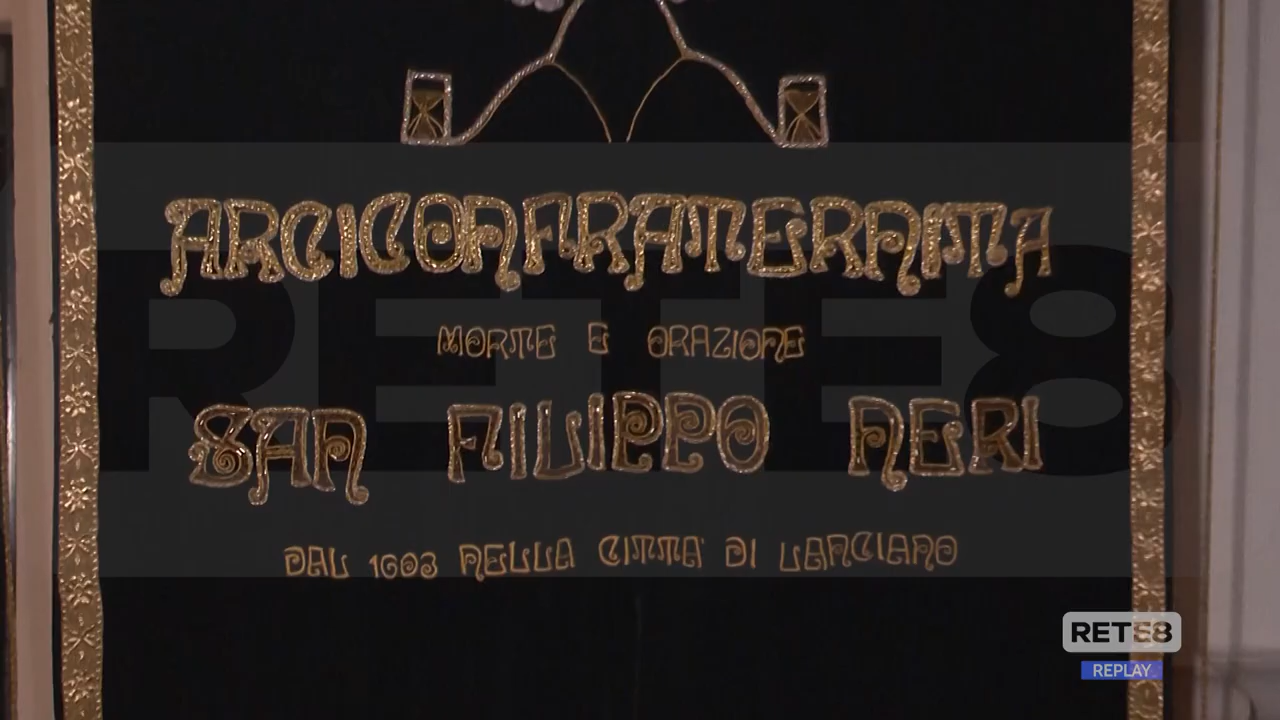 ARCICONFRATERNITA
MORTE E ORAZIONE
SAN FILIPPO NERI
DAL 1603 NELLA CITTA' DI LANCIANO
RETE8
RETE8
REPLAY